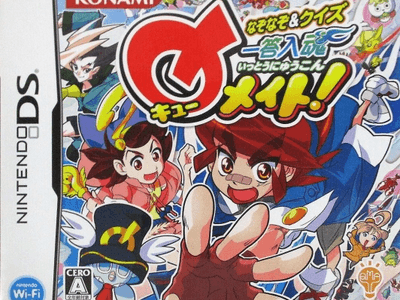 KONAMI
なぞなぞ&クイズ
一答入魂
いっとうにゅうこん
Q
キュー
メイト!
NINTENDO DS
NINTENDO
Wi-Fi
CERO
A